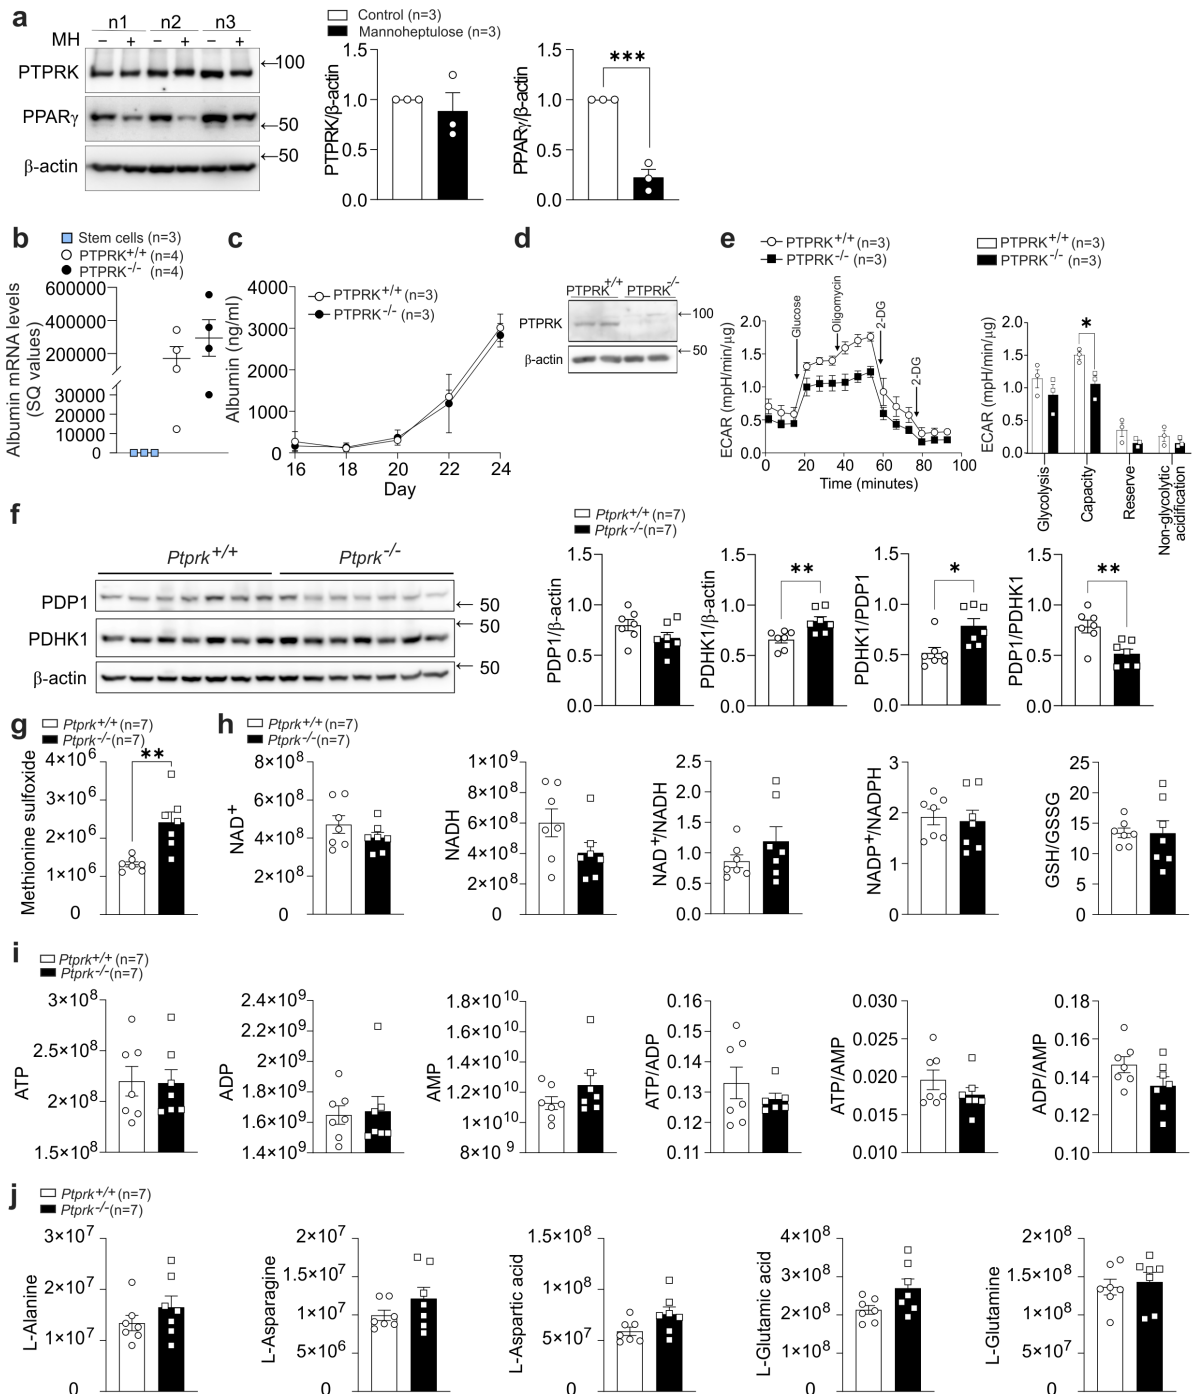 a
n1 n2 n3
MH − + − + − +
PTPRK
←100
PPARγ
←50
β-actin
←50
Control (n=3)
Mannoheptulose (n=3)
PTPRK/β-actin
1.5
1.0
0.5
0.0
PPARγ/β-actin
1.5
1.0
0.5
0.0
***
b
Stem cells (n=3)
PTPRK+/+ (n=4)
PTPRK-/- (n=4)
Albumin mRNA levels
(SQ values)
600000
400000
200000
30000
20000
10000
0
c
PTPRK+/+ (n=3)
PTPRK-/- (n=3)
Albumin (ng/ml)
4000
3000
2000
1000
0
16 18 20 22 24
Day
d
PTPRK+/+ PTPRK-/-
PTPRK
←100
β-actin
←50
e
PTPRK+/+ (n=3)
PTPRK-/- (n=3)
ECAR (mpH/min/µg)
2.0
1.5
1.0
0.5
0.0
Glucose
Oligomycin
2-DG
2-DG
0 20 40 60 80 100
Time (minutes)
PTPRK+/+ (n=3)
PTPRK-/- (n=3)
ECAR (mpH/min/µg)
2.0
1.5
1.0
0.5
0.0
*
Glycolysis
Capacity
Reserve
Non-glycolytic
acidification
f
Ptprk+/+ Ptprk-/-
PDP1
← 50
PDHK1
← 50
β-actin
← 50
Ptprk+/+ (n=7)
Ptprk-/- (n=7)
PDP1/β-actin
1.5
1.0
0.5
0.0
PDHK1/β-actin
1.5
1.0
0.5
0.0
**
PDHK1/PDP1
1.5
1.0
0.5
0.0
*
PDP1/PDHK1
1.5
1.0
0.5
0.0
**
g
Ptprk+/+ (n=7)
Ptprk-/- (n=7)
Methionine sulfoxide
4×10⁶
3×10⁶
2×10⁶
1×10⁶
0
**
h
Ptprk+/+ (n=7)
Ptprk-/- (n=7)
NAD+
8×10⁸
6×10⁸
4×10⁸
2×10⁸
0
NADH
1×10⁹
8×10⁸
6×10⁸
4×10⁸
2×10⁸
0
NAD+/NADH
2.5
2.0
1.5
1.0
0.5
0.0
NADP+/NADPH
3
2
1
0
GSH/GSSG
25
20
15
10
5
0
i
Ptprk+/+ (n=7)
Ptprk-/- (n=7)
ATP
3×10⁸
2.5×10⁸
2×10⁸
1.5×10⁸
ADP
2.4×10⁹
2.2×10⁹
2×10⁹
1.8×10⁹
1.6×10⁹
1.4×10⁹
AMP
1.8×10¹⁰
1.6×10¹⁰
1.4×10¹⁰
1.2×10¹⁰
1×10¹⁰
8×10⁹
ATP/ADP
0.16
0.15
0.14
0.13
0.12
0.11
ATP/AMP
0.030
0.025
0.020
0.015
0.010
ADP/AMP
0.18
0.16
0.14
0.12
0.10
j
Ptprk+/+ (n=7)
Ptprk-/- (n=7)
L-Alanine
3×10⁷
2×10⁷
1×10⁷
0
L-Asparagine
2×10⁷
1.5×10⁷
1×10⁷
5×10⁶
0
L-Aspartic acid
1.5×10⁸
1×10⁸
5×10⁷
0
L-Glutamic acid
4×10⁸
3×10⁸
2×10⁸
1×10⁸
0
L-Glutamine
2×10⁸
1.5×10⁸
1×10⁸
5×10⁷
0